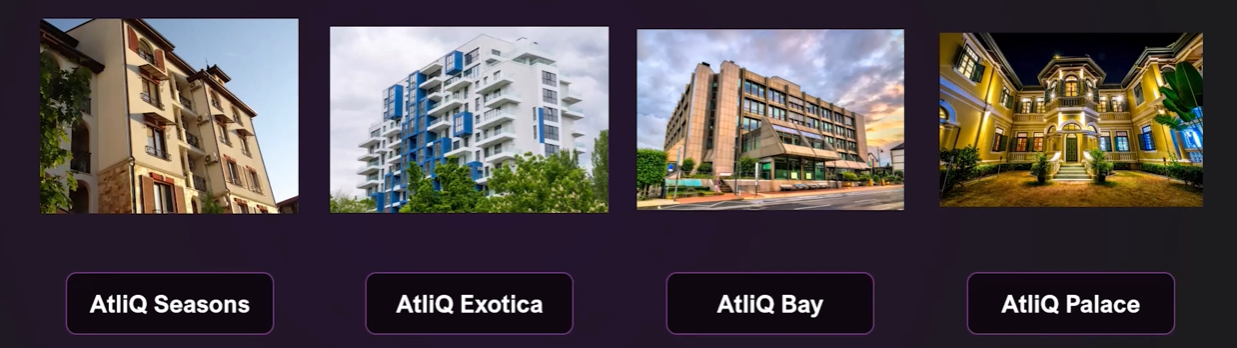 AtliQ Seasons
AtliQ Exotica
AtliQ Bay
AtliQ Palace